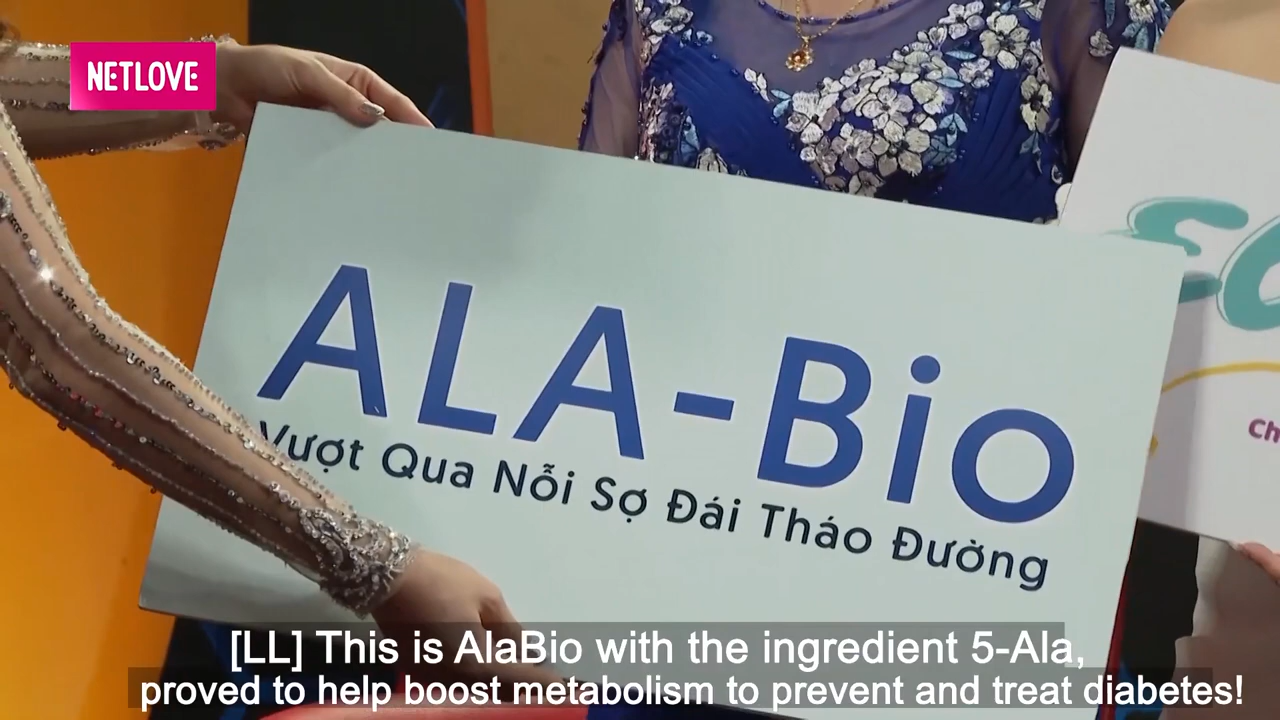 NETLOVE
ALA-Bio
Vượt Qua Nỗi Sợ Đái Tháo Đường
[LL] This is AlaBio with the ingredient 5-Ala,
proved to help boost metabolism to prevent and treat diabetes!